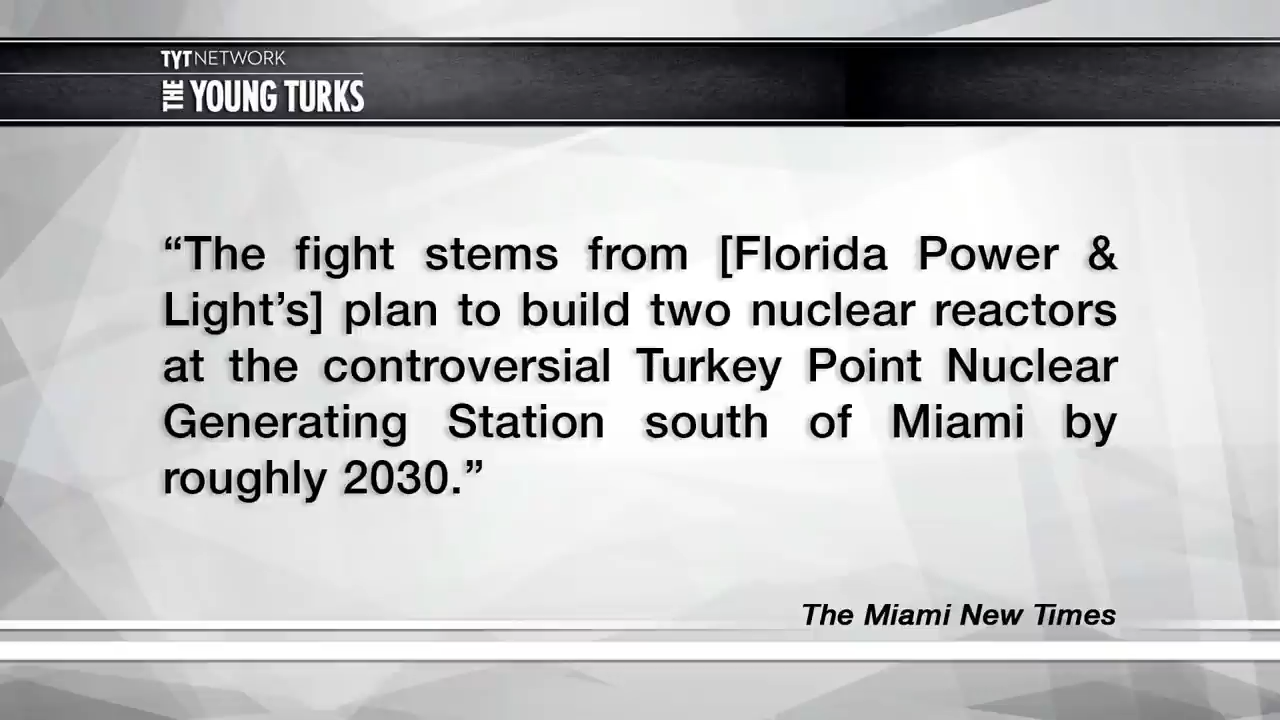 TYT NETWORK
THE YOUNG TURKS
“The fight stems from [Florida Power &
Light’s] plan to build two nuclear reactors
at the controversial Turkey Point Nuclear
Generating Station south of Miami by
roughly 2030.”
The Miami New Times